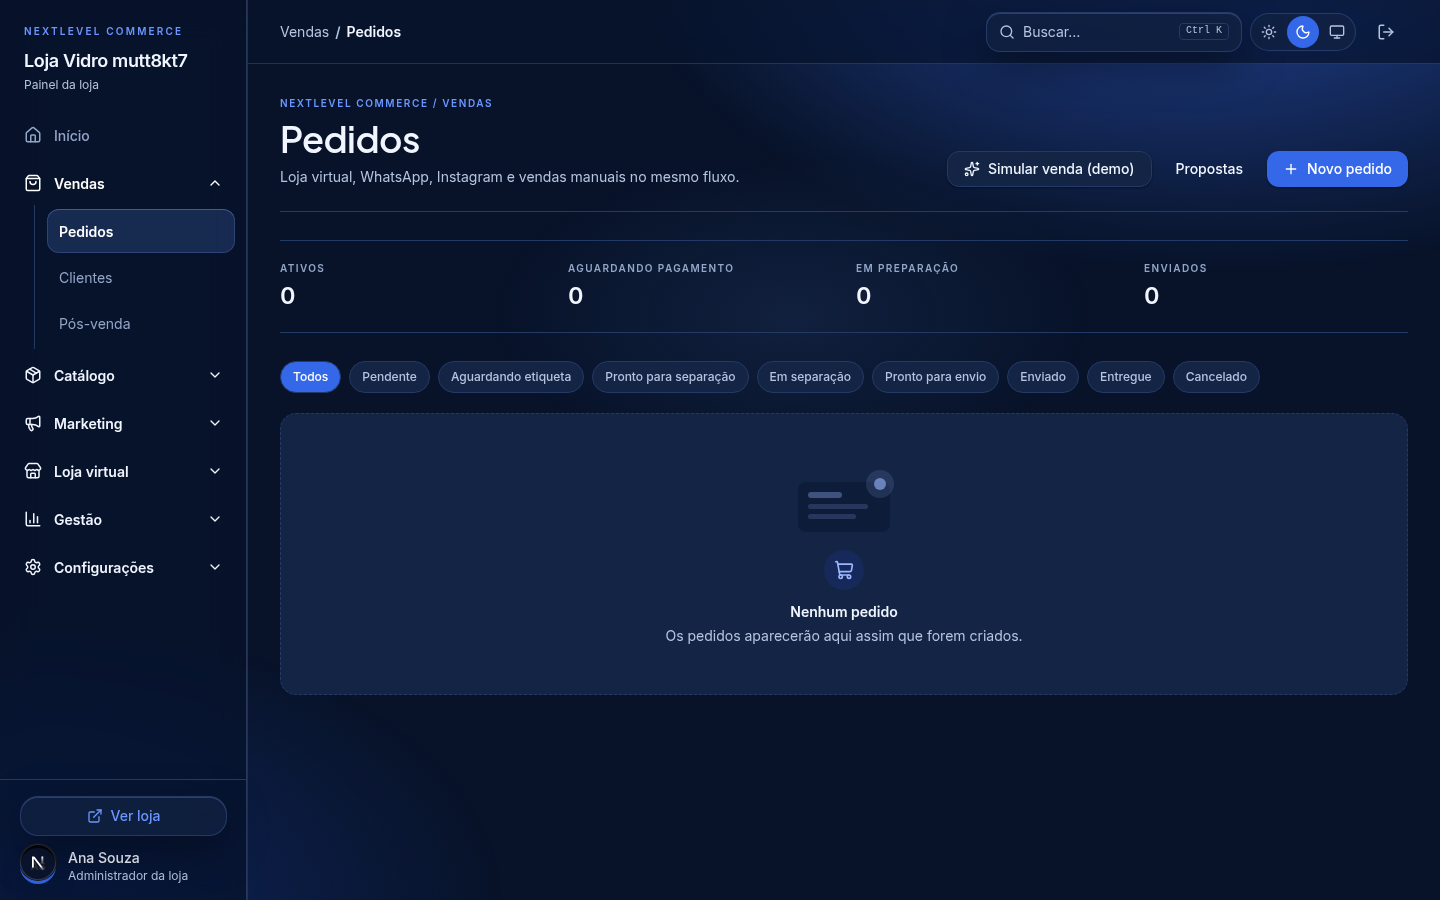 NEXTLEVEL COMMERCE
Loja Vidro mutt8kt7
Painel da loja
Início
Vendas
Pedidos
Clientes
Pós-venda
Catálogo
Marketing
Loja virtual
Gestão
Configurações
Ver loja
N
Ana Souza
Administrador da loja
Vendas / Pedidos
Buscar...
Ctrl K
NEXTLEVEL COMMERCE / VENDAS
Pedidos
Loja virtual, WhatsApp, Instagram e vendas manuais no mesmo fluxo.
Simular venda (demo)
Propostas
Novo pedido
ATIVOS
0
AGUARDANDO PAGAMENTO
0
EM PREPARAÇÃO
0
ENVIADOS
0
Todos
Pendente
Aguardando etiqueta
Pronto para separação
Em separação
Pronto para envio
Enviado
Entregue
Cancelado
Nenhum pedido
Os pedidos aparecerão aqui assim que forem criados.